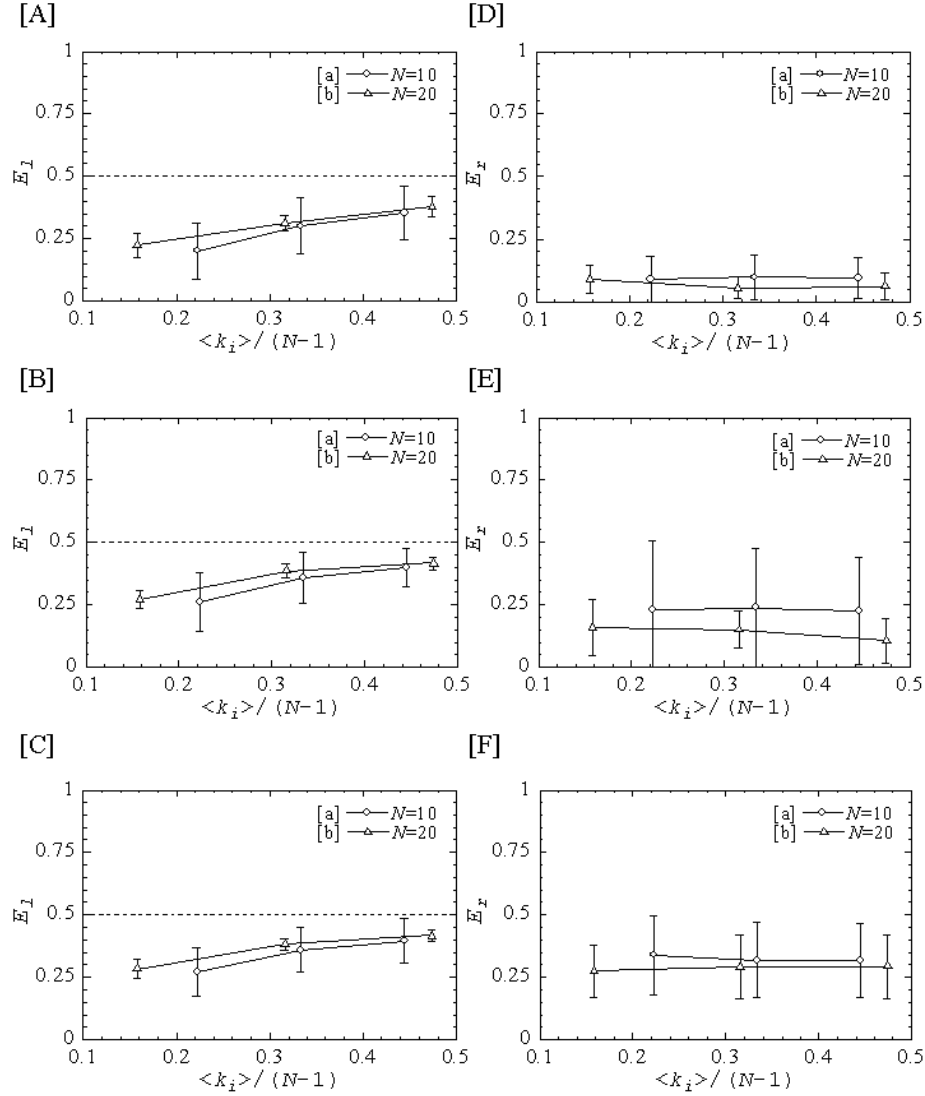 [A]
1
0.75
0.5
0.25
0
E_l
[a] N=10
[b] N=20
0.1 0.2 0.3 0.4 0.5
<k_i>/(N-1)
[D]
1
0.75
0.5
0.25
0
E_r
[a] N=10
[b] N=20
0.1 0.2 0.3 0.4 0.5
<k_i>/(N-1)
[B]
1
0.75
0.5
0.25
0
E_l
[a] N=10
[b] N=20
0.1 0.2 0.3 0.4 0.5
<k_i>/(N-1)
[E]
1
0.75
0.5
0.25
0
E_r
[a] N=10
[b] N=20
0.1 0.2 0.3 0.4 0.5
<k_i>/(N-1)
[C]
1
0.75
0.5
0.25
0
E_l
[a] N=10
[b] N=20
0.1 0.2 0.3 0.4 0.5
<k_i>/(N-1)
[F]
1
0.75
0.5
0.25
0
E_r
[a] N=10
[b] N=20
0.1 0.2 0.3 0.4 0.5
<k_i>/(N-1)